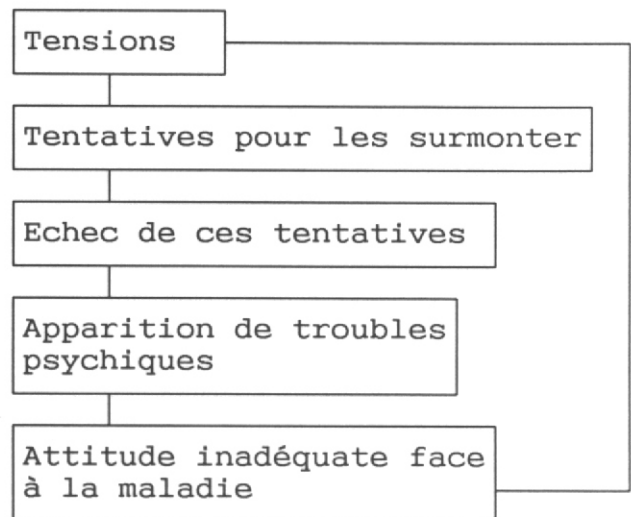 Tensions
Tentatives pour les surmonter
Echec de ces tentatives
Apparition de troubles
psychiques
Attitude inadéquate face
à la maladie